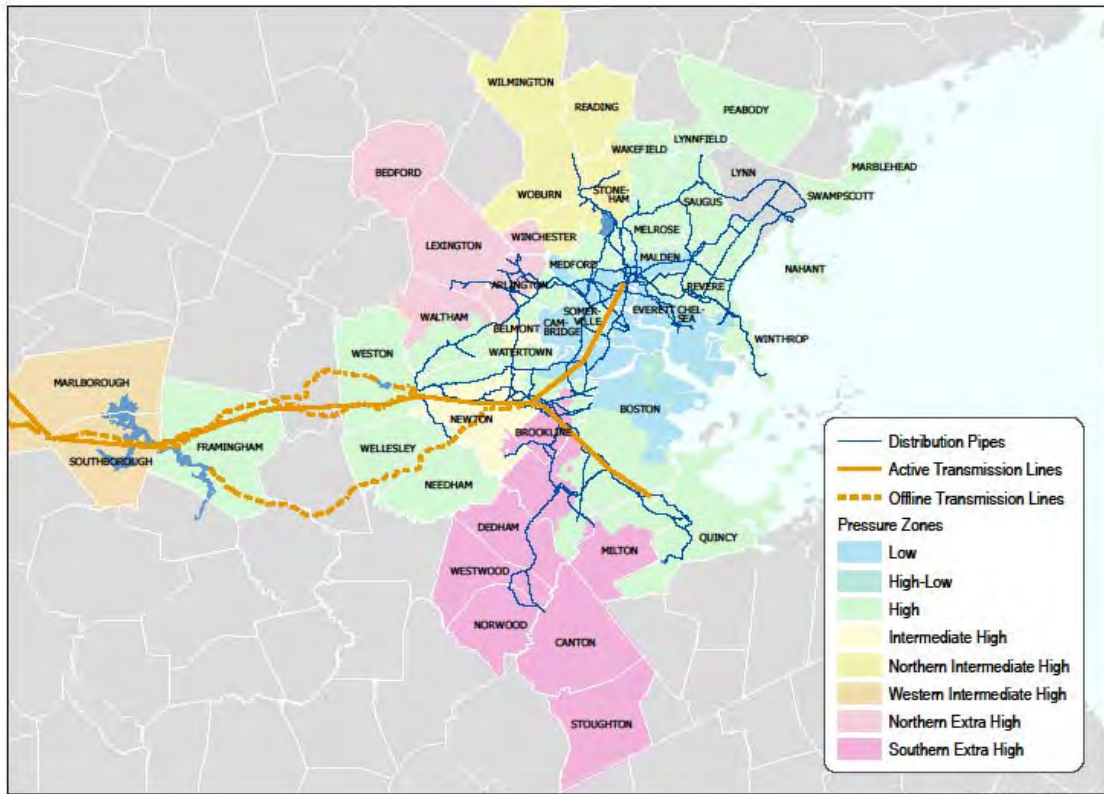 WILMINGTON
READING
PEABODY
LYNNFIELD
WAKEFIELD
MARBLEHEAD
BEDFORD
LYNN
STONE-
HAM
SWAMPSCOTT
WOBURN
SAUGUS
MELROSE
WINCHESTER
LEXINGTON
MEDFORD
MALDEN
NAHANT
ARLINGTON
REVERE
WALTHAM
SOMER-
VILLE
EVERETT
CHEL-
SEA
CAM-
BRIDGE
BELMONT
WINTHROP
WATERTOWN
WESTON
MARLBOROUGH
BOSTON
NEWTON
BROOKLINE
FRAMINGHAM
WELLESLEY
SOUTHBOROUGH
NEEDHAM
DEDHAM
QUINCY
MILTON
WESTWOOD
NORWOOD
CANTON
STOUGHTON
Distribution Pipes
Active Transmission Lines
Offline Transmission Lines
Pressure Zones
Low
High-Low
High
Intermediate High
Northern Intermediate High
Western Intermediate High
Northern Extra High
Southern Extra High